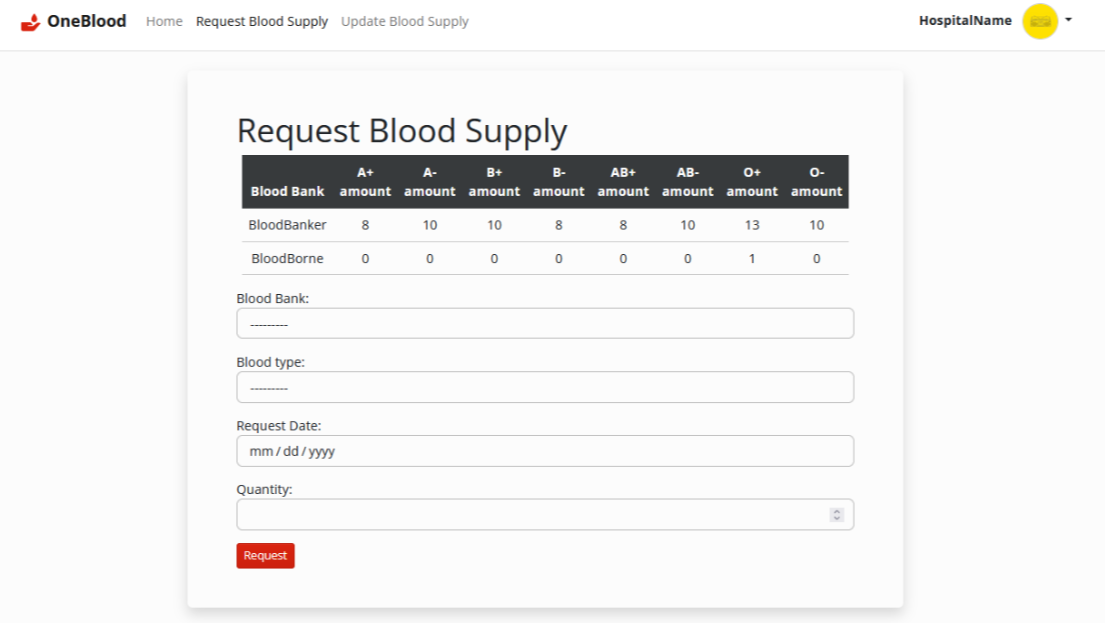 OneBlood Home Request Blood Supply Update Blood Supply HospitalName
Request Blood Supply
Blood Bank A+ amount A- amount B+ amount B- amount AB+ amount AB- amount O+ amount O- amount
BloodBanker 8 10 10 8 8 10 13 10
BloodBorne 0 0 0 0 0 0 1 0
Blood Bank:
---------
Blood type:
---------
Request Date:
mm / dd / yyyy
Quantity:
Request